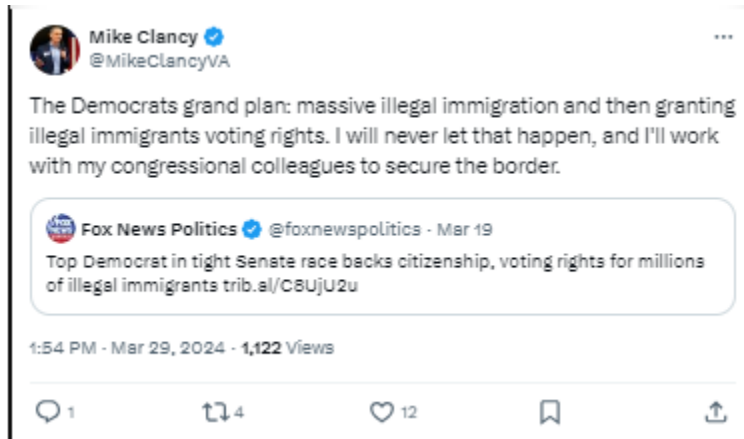 Mike Clancy
@MikeClancyVA
The Democrats grand plan: massive illegal immigration and then granting
illegal immigrants voting rights. I will never let that happen, and I'll work
with my congressional colleagues to secure the border.
Fox News Politics @foxnewspolitics · Mar 19
Top Democrat in tight Senate race backs citizenship, voting rights for millions
of illegal immigrants trib.al/C8UjU2u
1:54 PM · Mar 29, 2024 · 1,122 Views
1 4 12